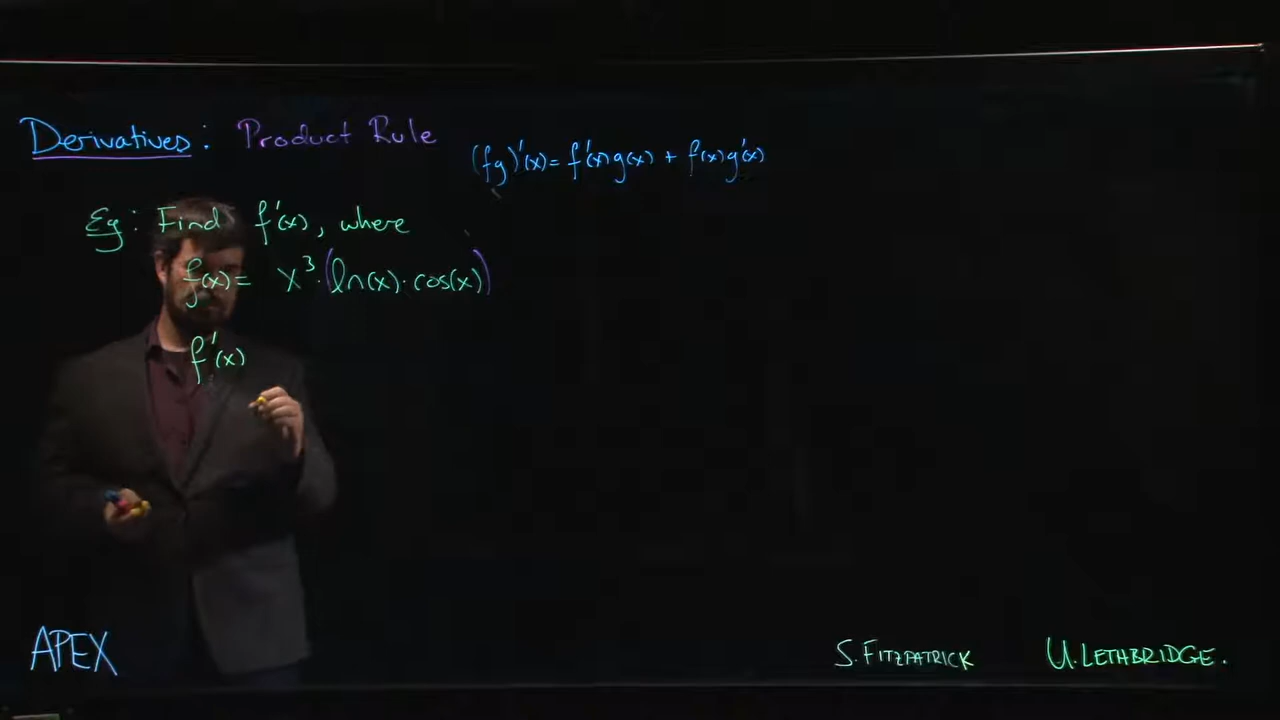 Derivatives: Product Rule
(fg)'(x) = f'(x)g(x) + f(x)g'(x)
Eg: Find f'(x), where
f(x) = x³·(ln(x)·cos(x))
f'(x)
APEX
S. FITZPATRICK
U. LETHBRIDGE.